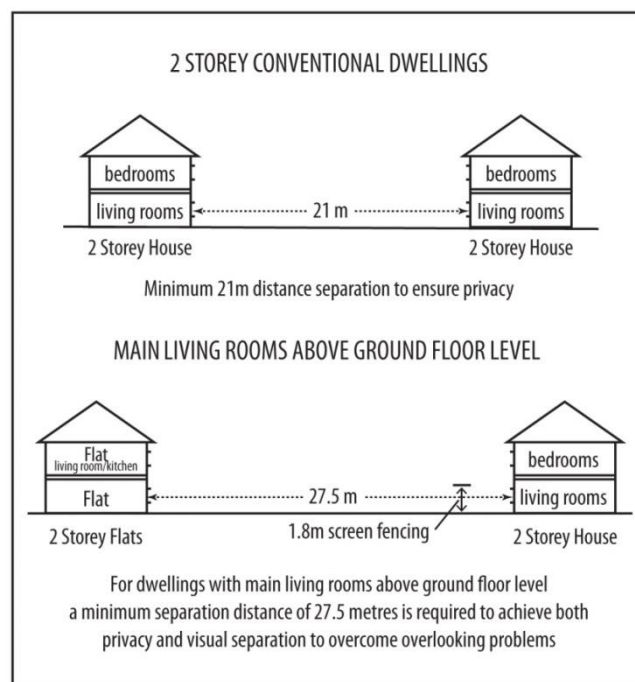 2 STOREY CONVENTIONAL DWELLINGS
bedrooms
bedrooms
living rooms
21 m
living rooms
2 Storey House
2 Storey House
Minimum 21m distance separation to ensure privacy
MAIN LIVING ROOMS ABOVE GROUND FLOOR LEVEL
Flat
living room/kitchen
bedrooms
Flat
27.5 m
living rooms
2 Storey Flats
1.8m screen fencing
2 Storey House
For dwellings with main living rooms above ground floor level
a minimum separation distance of 27.5 metres is required to achieve both
privacy and visual separation to overcome overlooking problems